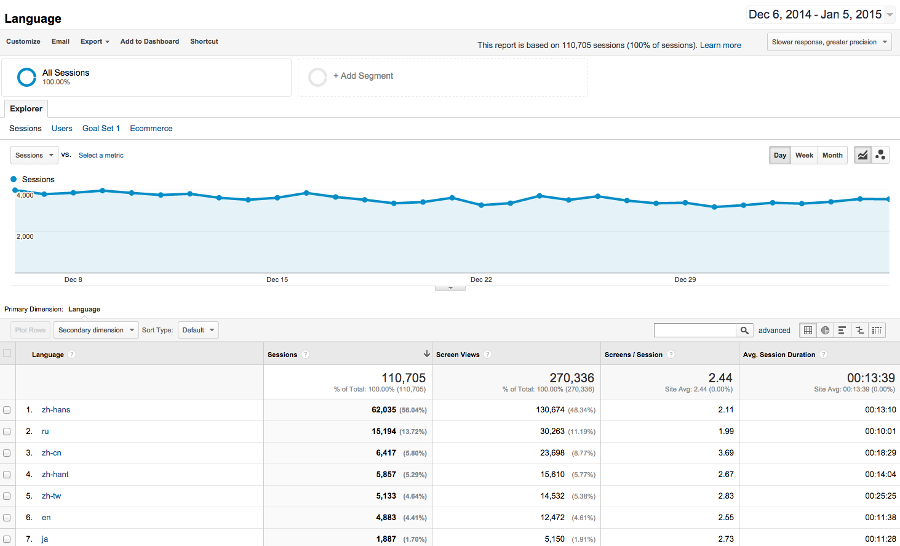 Language
Dec 6, 2014 - Jan 5, 2015
Customize Email Export Add to Dashboard Shortcut
This report is based on 110,705 sessions (100% of sessions). Learn more
Slower response, greater precision
All Sessions
100.00%
+ Add Segment
Explorer
Sessions Users Goal Set 1 Ecommerce
Sessions VS. Select a metric
Day Week Month
Sessions
4,000
2,000
Dec 8 Dec 15 Dec 22 Dec 29
Primary Dimension: Language
Plot Rows Secondary dimension Sort Type: Default advanced
Language ? Sessions ? Screen Views ? Screens / Session ? Avg. Session Duration ?
110,705 270,336 2.44 00:13:39
% of Total: 100.00% (110,705) % of Total: 100.00% (270,336) Site Avg: 2.44 (0.00%) Site Avg: 00:13:39 (0.00%)
1. zh-hans 62,035 (56.04%) 130,674 (48.34%) 2.11 00:13:10
2. ru 15,194 (13.72%) 30,263 (11.19%) 1.99 00:10:01
3. zh-cn 6,417 (5.80%) 23,698 (8.77%) 3.69 00:18:29
4. zh-hant 5,857 (5.29%) 15,610 (5.77%) 2.67 00:14:04
5. zh-tw 5,133 (4.64%) 14,532 (5.38%) 2.83 00:25:25
6. en 4,883 (4.41%) 12,472 (4.61%) 2.55 00:11:38
7. ja 1,887 (1.70%) 5,150 (1.91%) 2.73 00:11:28